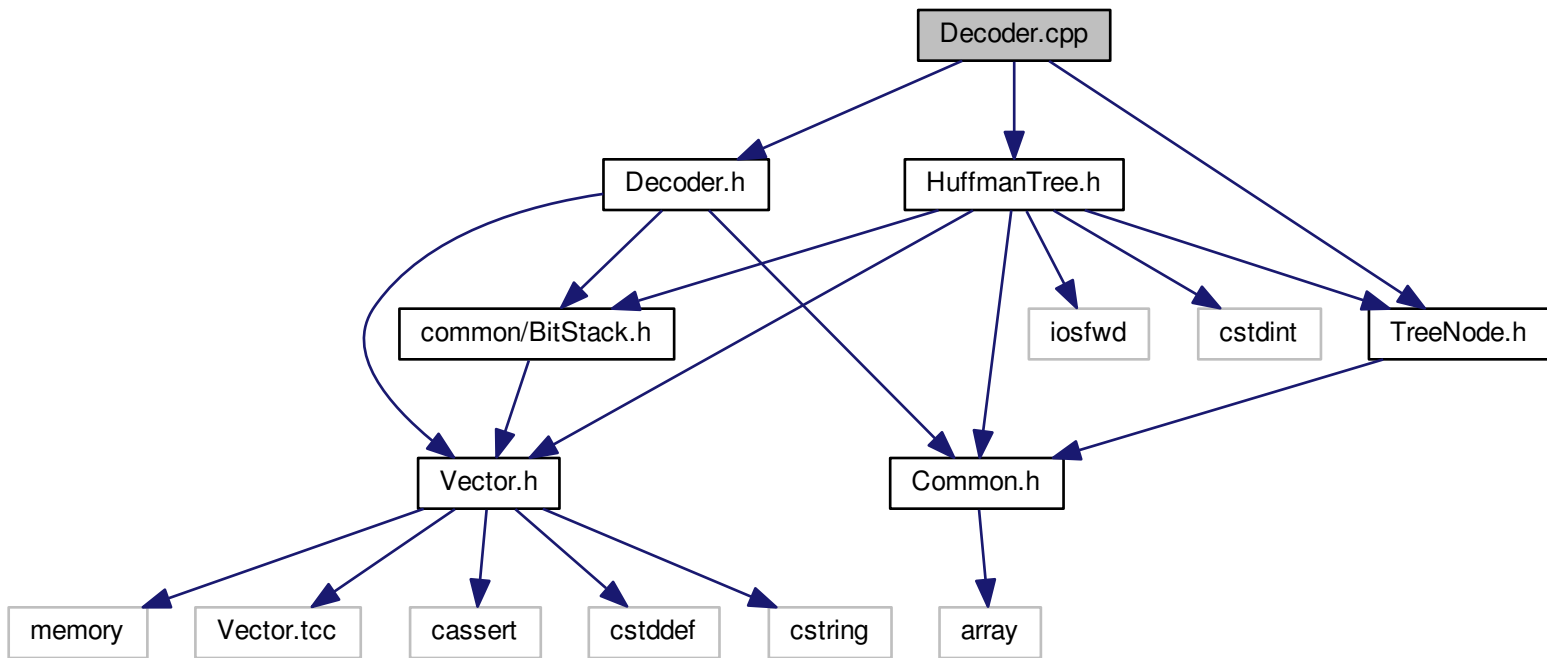 Decoder.cpp
Decoder.h
HuffmanTree.h
common/BitStack.h
iosfwd
cstdint
TreeNode.h
Vector.h
Common.h
memory
Vector.tcc
cassert
cstddef
cstring
array